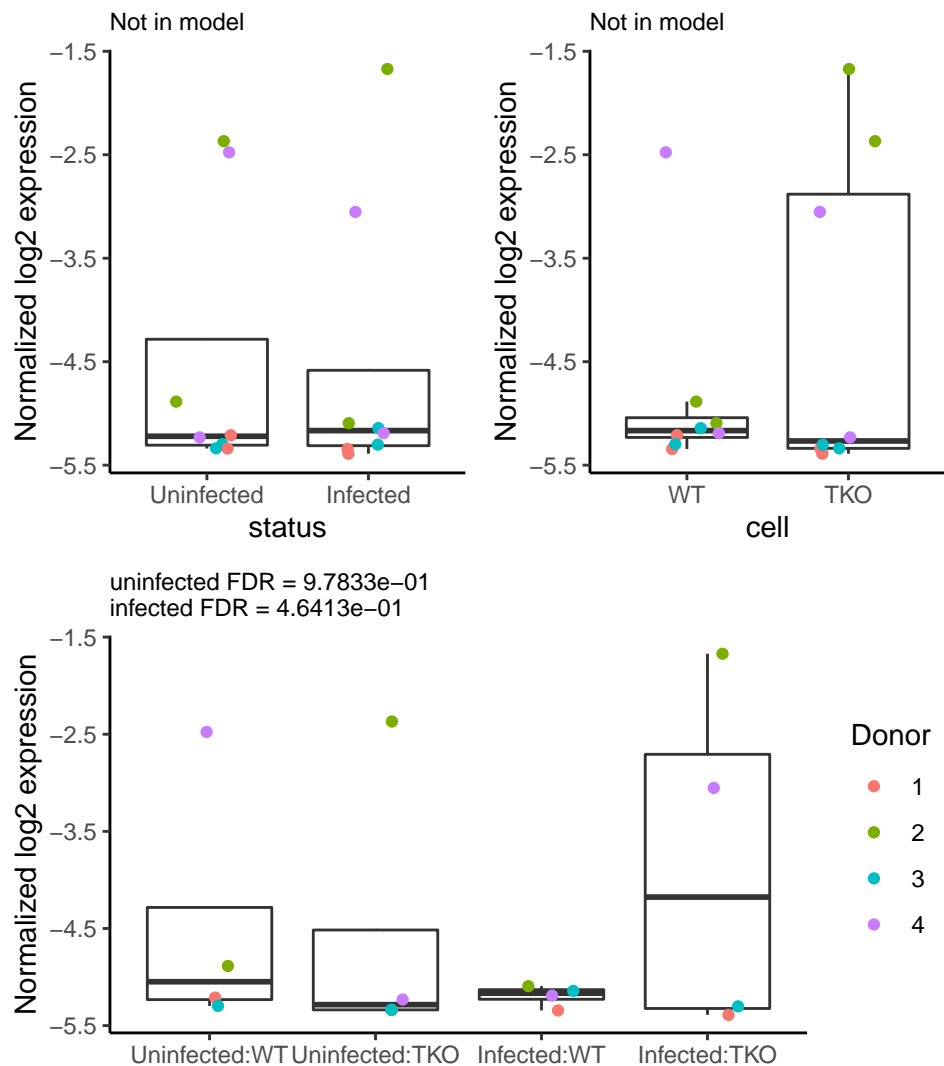 Not in model
Normalized log2 expression
−1.5
−2.5
−3.5
−4.5
−5.5
Uninfected
Infected
status
Not in model
Normalized log2 expression
−1.5
−2.5
−3.5
−4.5
−5.5
WT
TKO
cell
uninfected FDR = 9.7833e−01
infected FDR = 4.6413e−01
Normalized log2 expression
−1.5
−2.5
−3.5
−4.5
−5.5
Uninfected:WT
Uninfected:TKO
Infected:WT
Infected:TKO
Donor
1
2
3
4